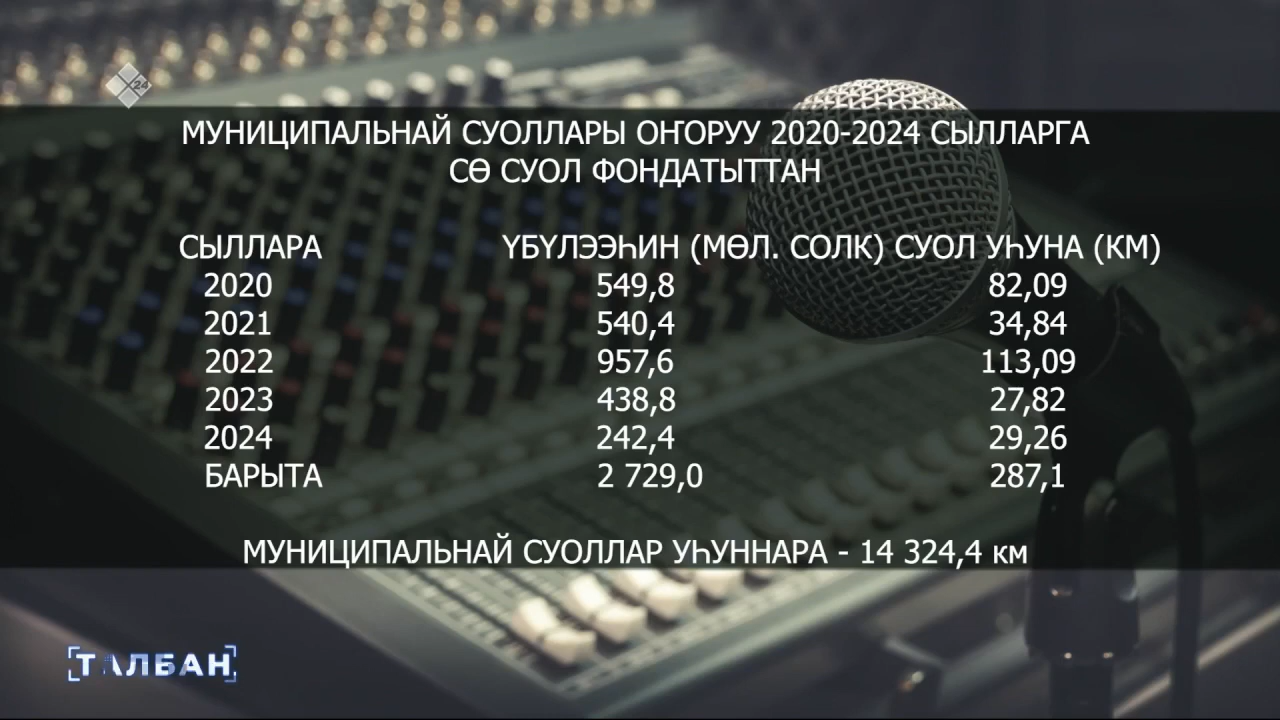 24
МУНИЦИПАЛЬНАЙ СУОЛЛАРЫ ОҤОРУУ 2020-2024 СЫЛЛАРГА
СӨ СУОЛ ФОНДАТЫТТАН
СЫЛЛАРА ҮБҮЛЭЭҺИН (МӨЛ. СОЛК) СУОЛ УҺУНА (КМ)
2020 549,8 82,09
2021 540,4 34,84
2022 957,6 113,09
2023 438,8 27,82
2024 242,4 29,26
БАРЫТА 2 729,0 287,1
МУНИЦИПАЛЬНАЙ СУОЛЛАР УҺУННАРА - 14 324,4 км
ТАЛБАН